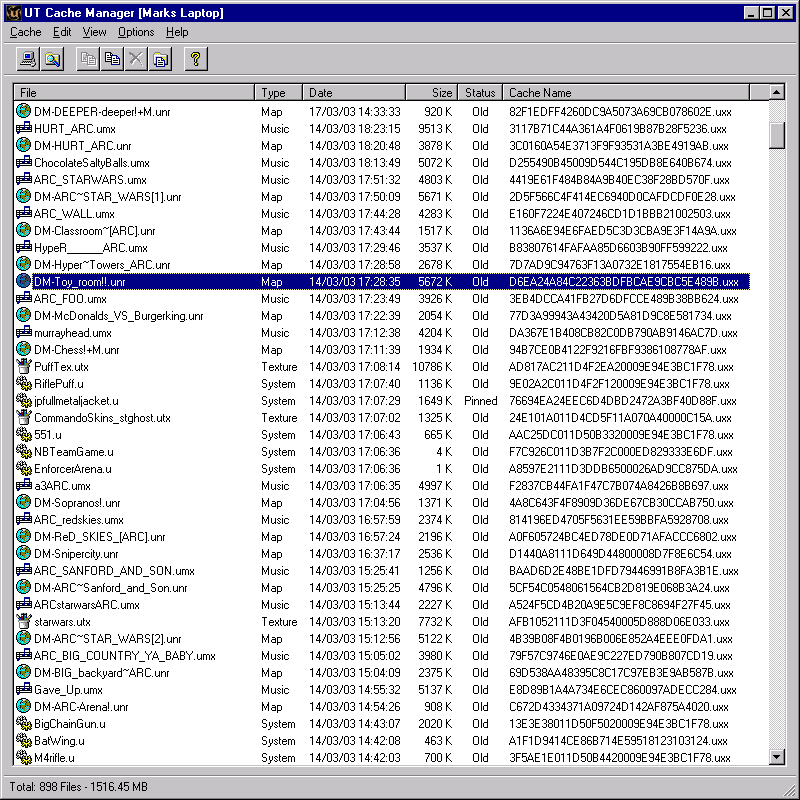 UT Cache Manager [Marks Laptop]
Cache Edit View Options Help
File Type Date Size Status Cache Name
DM-DEEPER-deeper!+M.unr Map 17/03/03 14:33:33 920 K Old 82F1EDFF4260DC9A5073A69CB078602E.uxx
HURT_ARC.umx Music 14/03/03 18:23:15 9513 K Old 3117B71C44A361A4F0619B87B28F5236.uxx
DM-HURT_ARC.unr Map 14/03/03 18:20:48 3878 K Old 3C0160A54E3713F9F93531A3BE4919AB.uxx
ChocolateSaltyBalls.umx Music 14/03/03 18:13:49 5072 K Old D255490B45009D544C195DB8E640B674.uxx
ARC_STARWARS.umx Music 14/03/03 17:51:32 4803 K Old 4419E61F484B84A9B40EC38F28BD570F.uxx
DM-ARC~STAR_WARS[1].unr Map 14/03/03 17:50:09 5671 K Old 2D5F566C4F414EC6940D0CAFDCDF0E28.uxx
ARC_WALL.umx Music 14/03/03 17:44:28 4283 K Old E160F7224E407246CD1D1BBB21002503.uxx
DM-Classroom~[ARC].unr Map 14/03/03 17:43:44 1517 K Old 1136A6E94E6FAED5C3D3CBA9E3F14A9A.uxx
HypeR______ARC.umx Music 14/03/03 17:29:46 3537 K Old B83807614FAFAA85D6603B90FF599222.uxx
DM-Hyper~Towers_ARC.unr Map 14/03/03 17:28:58 2678 K Old 7D7AD9C94763F13A0732E1817554EB16.uxx
DM-Toy_room!!.unr Map 14/03/03 17:28:35 5672 K Old D6EA24A84C22363BDFBCAE9CBC5E489B.uxx
ARC_FOO.umx Music 14/03/03 17:23:49 3926 K Old 3EB4DCCA41FB27D6DFCCE489B38BB624.uxx
DM-McDonalds_VS_Burgerking.unr Map 14/03/03 17:22:39 2054 K Old 77D3A99943A43420D5A81D9C8E581734.uxx
murrayhead.umx Music 14/03/03 17:12:38 4204 K Old DA367E1B408CB82C0DB790AB9146AC7D.uxx
DM-Chess!+M.unr Map 14/03/03 17:11:39 1934 K Old 94B7CE0B4122F9216FBF9386108778AF.uxx
PuffTex.utx Texture 14/03/03 17:08:14 10786 K Old AD817AC211D4F2EA20009E94E3BC1F78.uxx
RiflePuff.u System 14/03/03 17:07:40 1136 K Old 9E02A2C011D4F2F120009E94E3BC1F78.uxx
jpfullmetaljacket.u System 14/03/03 17:07:29 1649 K Pinned 76694EA24EEC6D4DBD2472A3BF40D88F.uxx
CommandoSkins_stghost.utx Texture 14/03/03 17:07:02 1325 K Old 24E101A011D4CD5F11A070A40000C15A.uxx
551.u System 14/03/03 17:06:43 665 K Old AAC25DC011D50B3320009E94E3BC1F78.uxx
NBTeamGame.u System 14/03/03 17:06:36 4 K Old F7C926C011D3B7F2C000ED829333E6DF.uxx
EnforcerArena.u System 14/03/03 17:06:36 1 K Old A8597E2111D3DDB6500026AD9CC875DA.uxx
a3ARC.umx Music 14/03/03 17:06:35 4997 K Old F2837CB44FA1F47C7B074A8426B8B697.uxx
DM-Sopranos!.unr Map 14/03/03 17:04:56 1371 K Old 4A8C643F4F8909D36DE67CB30CCAB750.uxx
ARC_redskies.umx Music 14/03/03 16:57:59 2374 K Old 814196ED4705F5631EE59BBFA5928708.uxx
DM-ReD_SKIES_[ARC].unr Map 14/03/03 16:57:24 2196 K Old A0F605724BC4ED78DE0D71AFACCC6802.uxx
DM-Snipercity.unr Map 14/03/03 16:37:17 2536 K Old D1440A8111D649D44800008D7F8E6C54.uxx
ARC_SANFORD_AND_SON.umx Music 14/03/03 15:25:41 1256 K Old BAAD6D2E48BE1DFD79446991B8FA3B1E.uxx
DM-ARC~Sanford_and_Son.unr Map 14/03/03 15:25:25 4796 K Old 5CF54C0548061564CB2D819E068B3A24.uxx
ARCstarwarsARC.umx Music 14/03/03 15:13:44 2227 K Old A524F5CD4B20A9E5C9EF8C8694F27F45.uxx
starwars.utx Texture 14/03/03 15:13:20 7732 K Old AFB1052111D3F04540005D888D06E033.uxx
DM-ARC~STAR_WARS[2].unr Map 14/03/03 15:12:56 5122 K Old 4B39B08F4B0196B006E852A4EEE0FDA1.uxx
ARC_BIG_COUNTRY_YA_BABY.umx Music 14/03/03 15:05:02 3980 K Old 79F57C9746E0AE9C227ED790B807CD19.uxx
DM-BIG_backyard~ARC.unr Map 14/03/03 15:04:09 2375 K Old 69D538AA48395C8C17C97EB3E9AB587B.uxx
Gave_Up.umx Music 14/03/03 14:55:32 5137 K Old E8D89B1A4A734E6CEC860097ADECC284.uxx
DM-ARC-Arena!.unr Map 14/03/03 14:54:26 908 K Old C672D4334371A09724D142AF875A4020.uxx
BigChainGun.u System 14/03/03 14:43:07 2020 K Old 13E3E38011D50F5020009E94E3BC1F78.uxx
BatWing.u System 14/03/03 14:42:08 463 K Old A1F1D9414CE86B714E59518123103124.uxx
M4rifle.u System 14/03/03 14:42:03 700 K Old 3F5AE1E011D50B4420009E94E3BC1F78.uxx
Total: 898 Files - 1516.45 MB